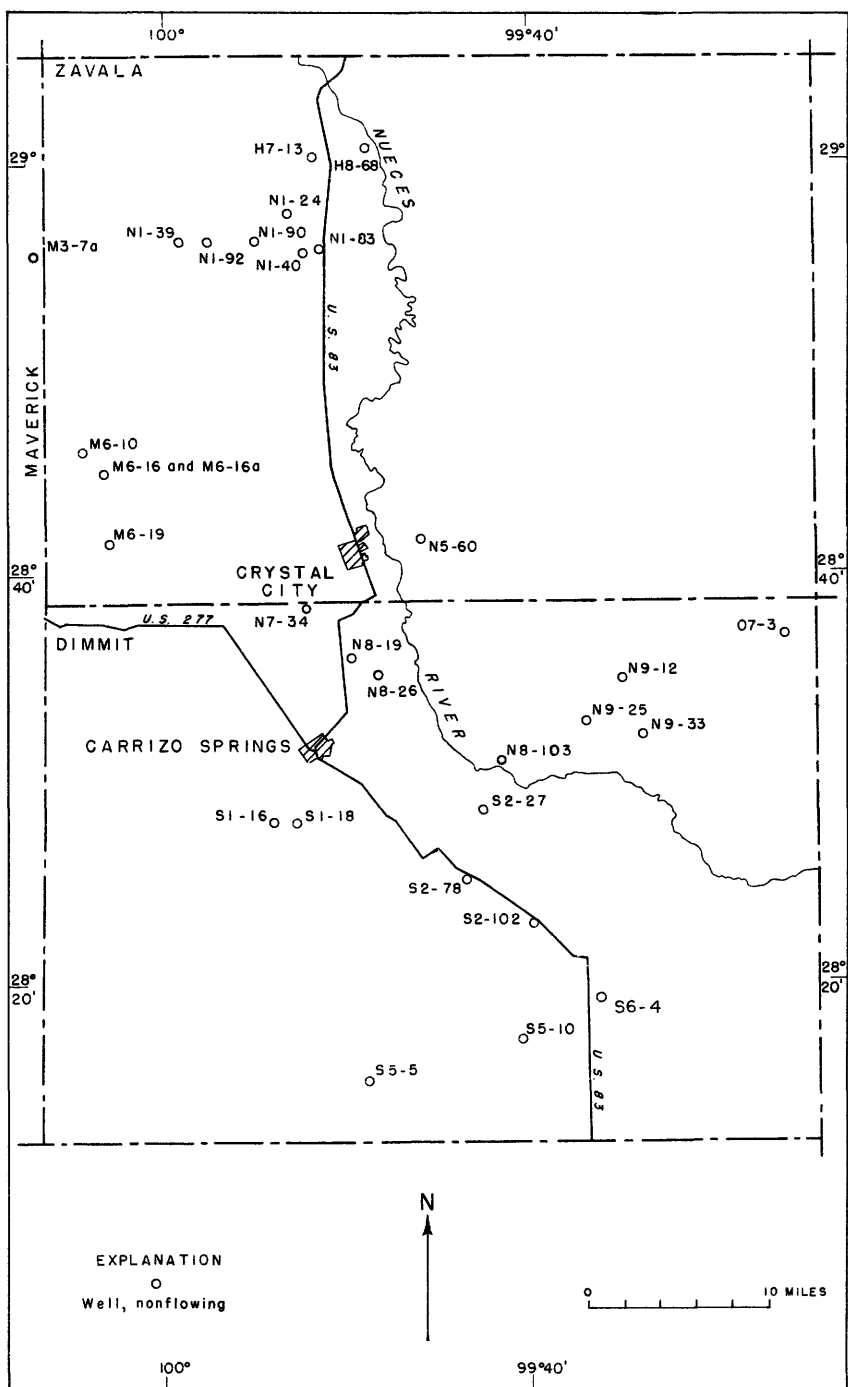 100°
99°40'
ZAVALA
NUECES
29°
29°
H7-13
H8-68
N1-24
N1-39
N1-90
N1-83
M3-7a
N1-92
N1-40
U. S. 83
MAVERICK
M6-10
M6-16 and M6-16a
M6-19
N5-60
CRYSTAL
CITY
28°
40'
28°
40'
U.S. 277
N7-34
O7-3
DIMMIT
N8-19
N8-26
N9-12
RIVER
N9-25
N9-33
CARRIZO SPRINGS
N8-103
S2-27
S1-16
S1-18
S2-78
S2-102
28°
20'
28°
20'
S6-4
S5-10
S5-5
U. S. 83
N
EXPLANATION
Well, nonflowing
0 10 MILES
100°
99°40'